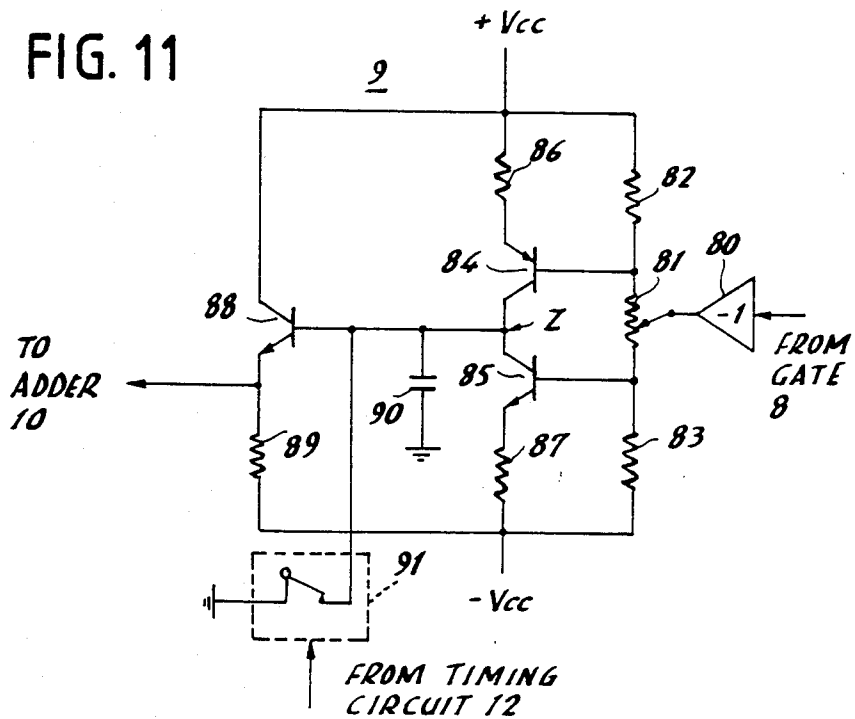 FIG. 11
9
+ Vcc
86
82
84
81
80
-1
88
Z
FROM
GATE
8
TO
ADDER
10
85
90
89
87
83
91
- Vcc
FROM TIMING
CIRCUIT 12